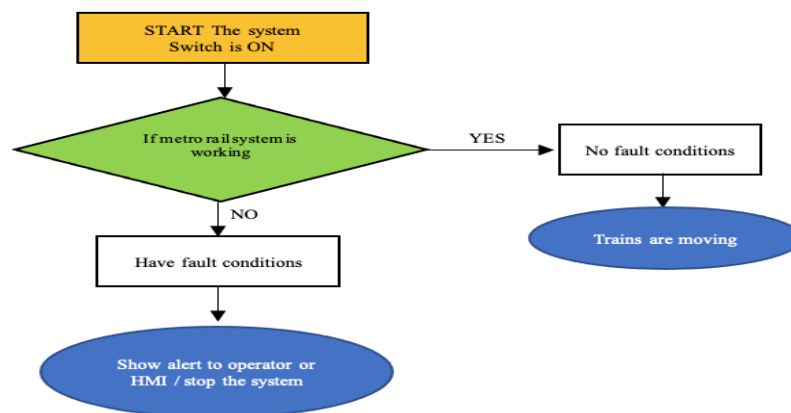 START The system
Switch is ON
If metro rail system is
working
YES
No fault conditions
NO
Trains are moving
Have fault conditions
Show alert to operator or
HMI / stop the system